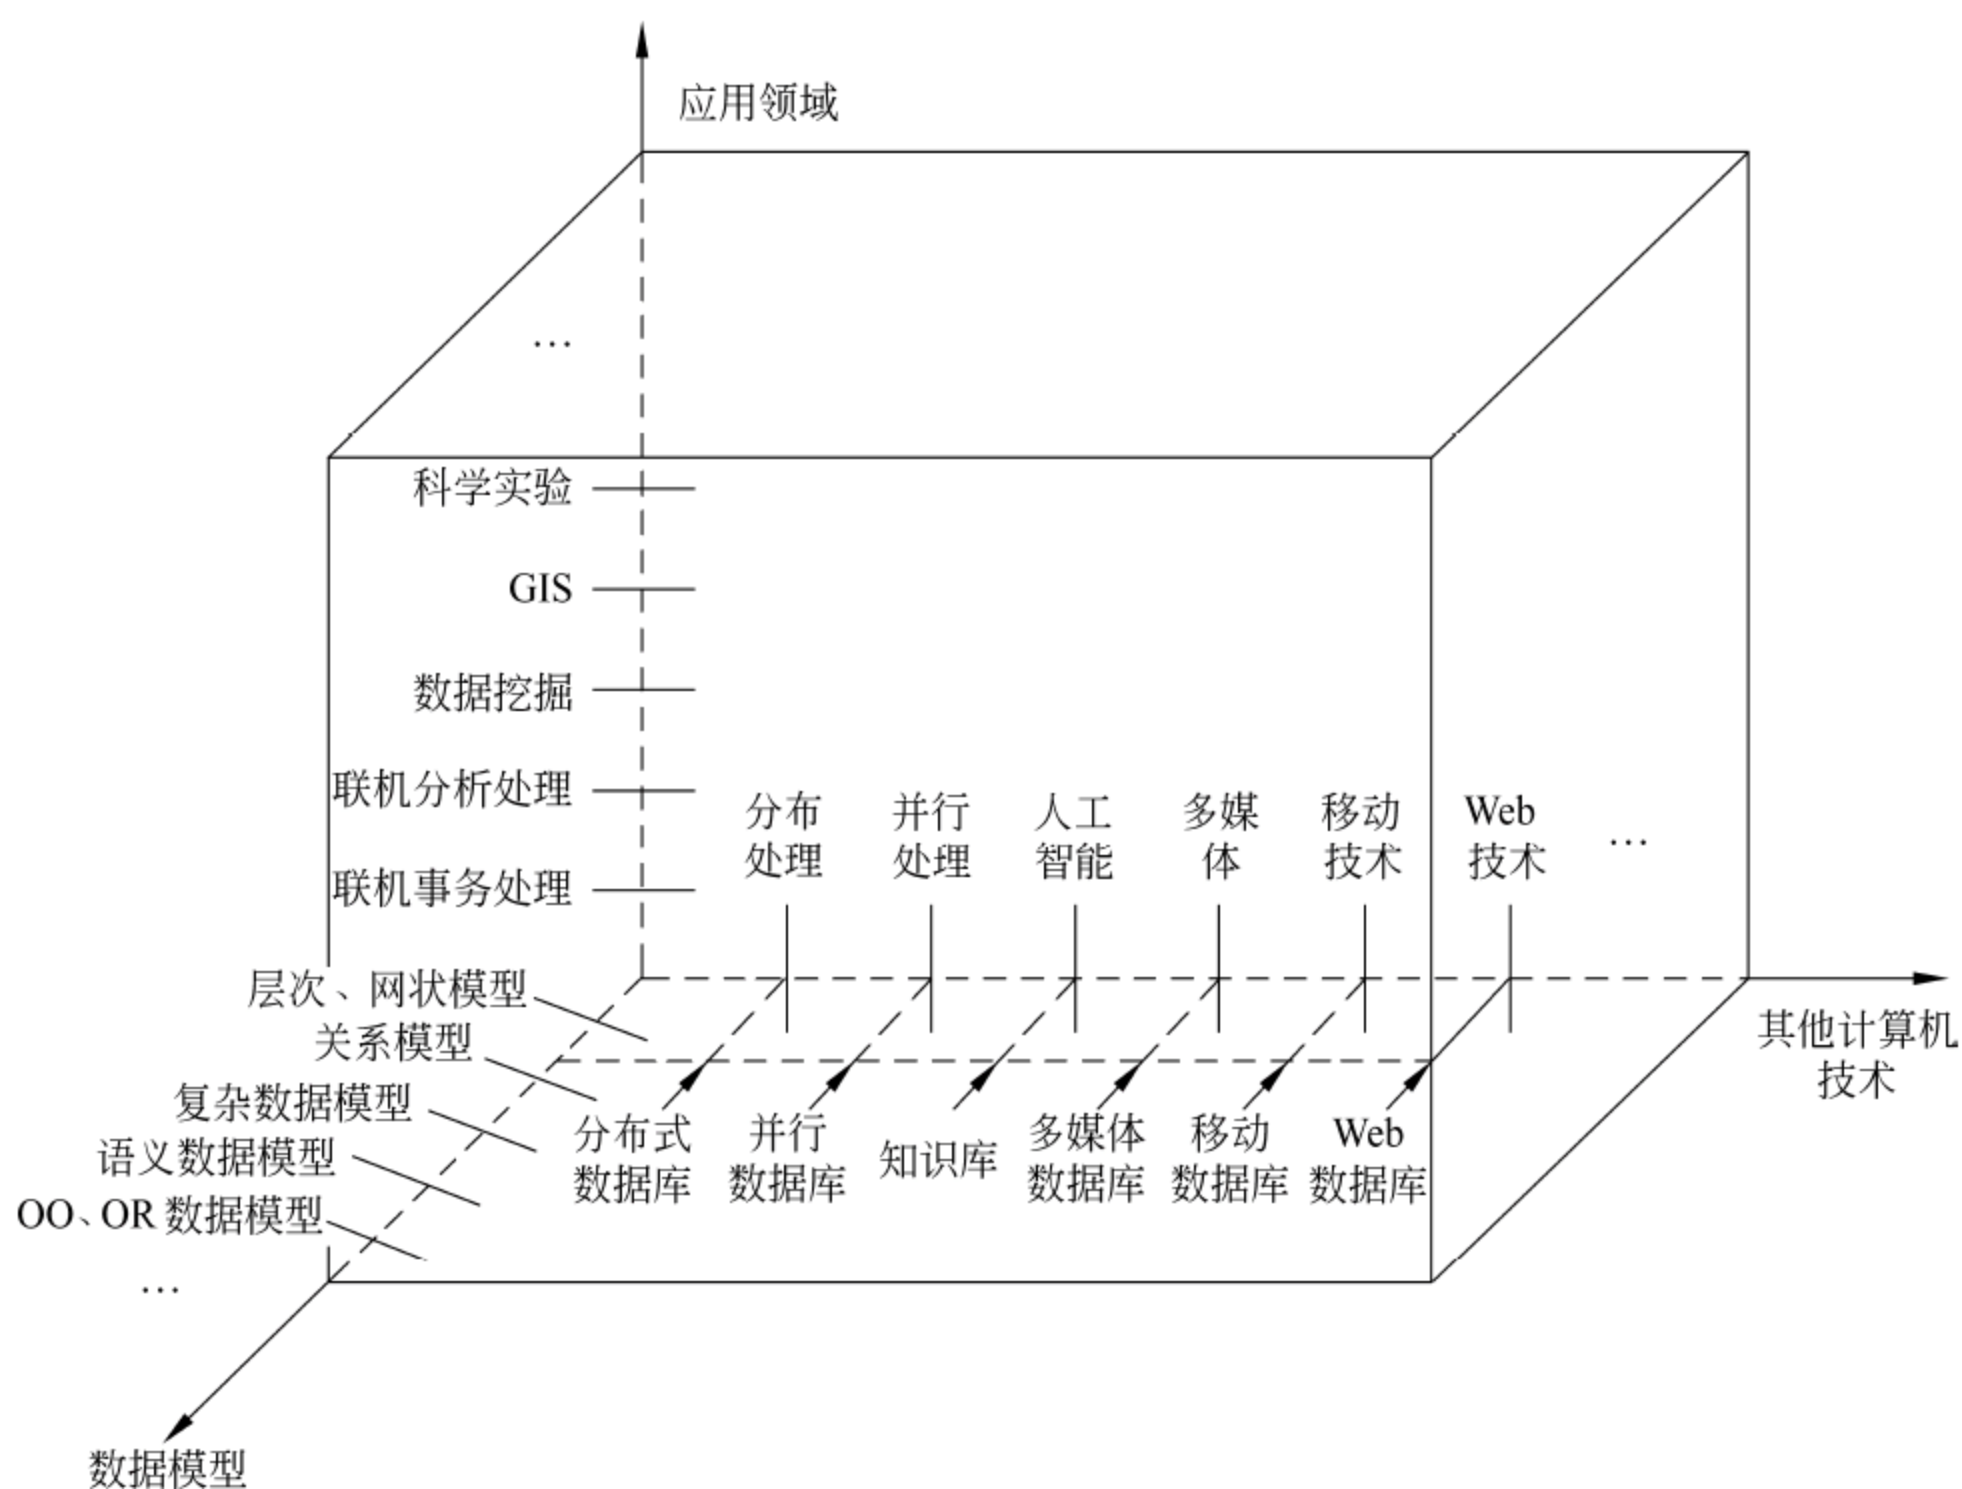 应用领域
…
科学实验
GIS
数据挖掘
联机分析处理
联机事务处理
分布
处理
并行
处理
人工
智能
多媒
体
移动
技术
Web
技术
…
其他计算机
技术
层次、网状模型
关系模型
复杂数据模型
语义数据模型
OO、OR 数据模型
…
数据模型
分布式
数据库
并行
数据库
知识库
多媒体
数据库
移动
数据库
Web
数据库